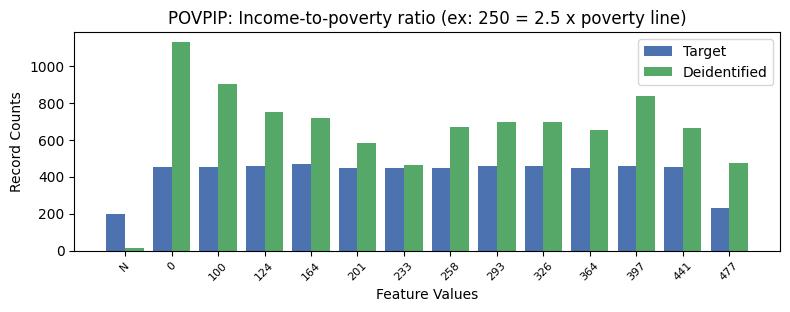 POVPIP: Income-to-poverty ratio (ex: 250 = 2.5 x poverty line)
Target
Deidentified
Record Counts
1000
800
600
400
200
0
N 0 100 124 164 201 233 258 293 326 364 397 441 477
Feature Values